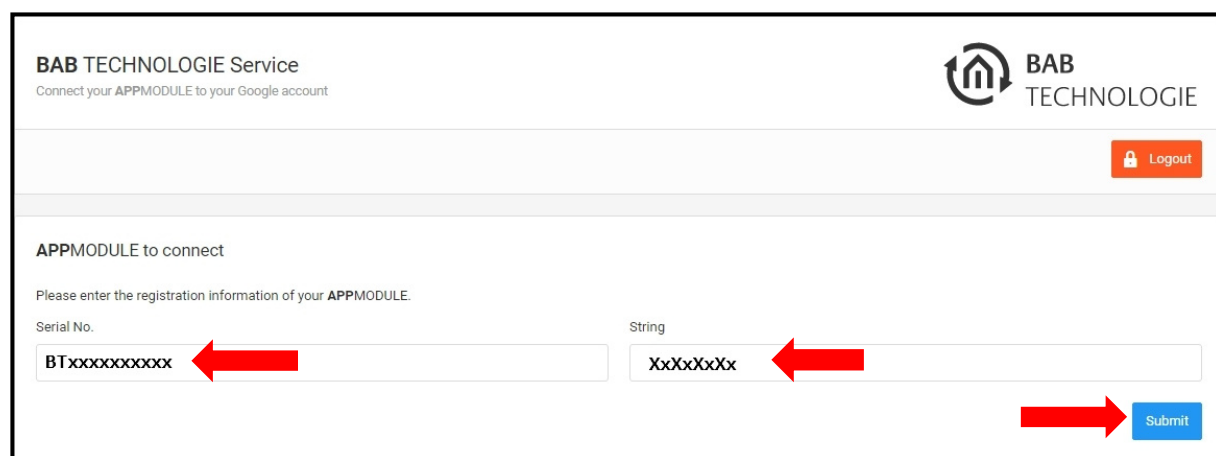 BAB TECHNOLOGIE Service
Connect your APPMODULE to your Google account
BAB
TECHNOLOGIE
Logout
APPMODULE to connect
Please enter the registration information of your APPMODULE.
Serial No.
String
BTxxxxxxxxxx
XxXxXxXx
Submit